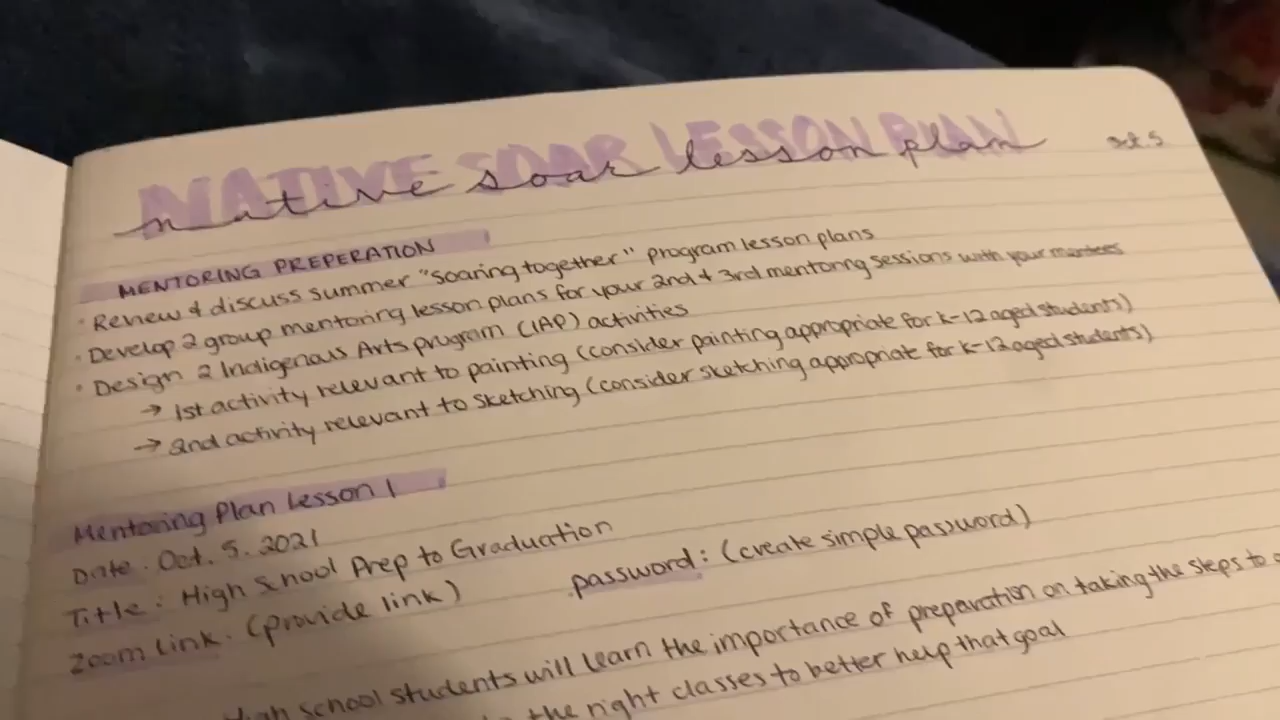 NATIVE SOAR LESSON PLAN
native soar lesson plan
oct. 5
MENTORING PREPERATION
· Review & discuss summer "soaring together" program lesson plans
· Develop 2 group mentoring lesson plans for your 2nd & 3rd mentoring sessions with your mentees
· Design 2 Indigenous Arts program (IAP) activities
→ 1st activity relevant to painting (consider painting appropriate for k-12 aged students)
→ 2nd activity relevant to sketching (consider sketching appropriate for k-12 aged students)
Mentoring Plan Lesson 1
Date: Oct. 5. 2021
Title: High School Prep to Graduation
Zoom link: (provide link) password: (create simple password)
High school students will learn the importance of preparation on taking the steps to
the right classes to better help that goal